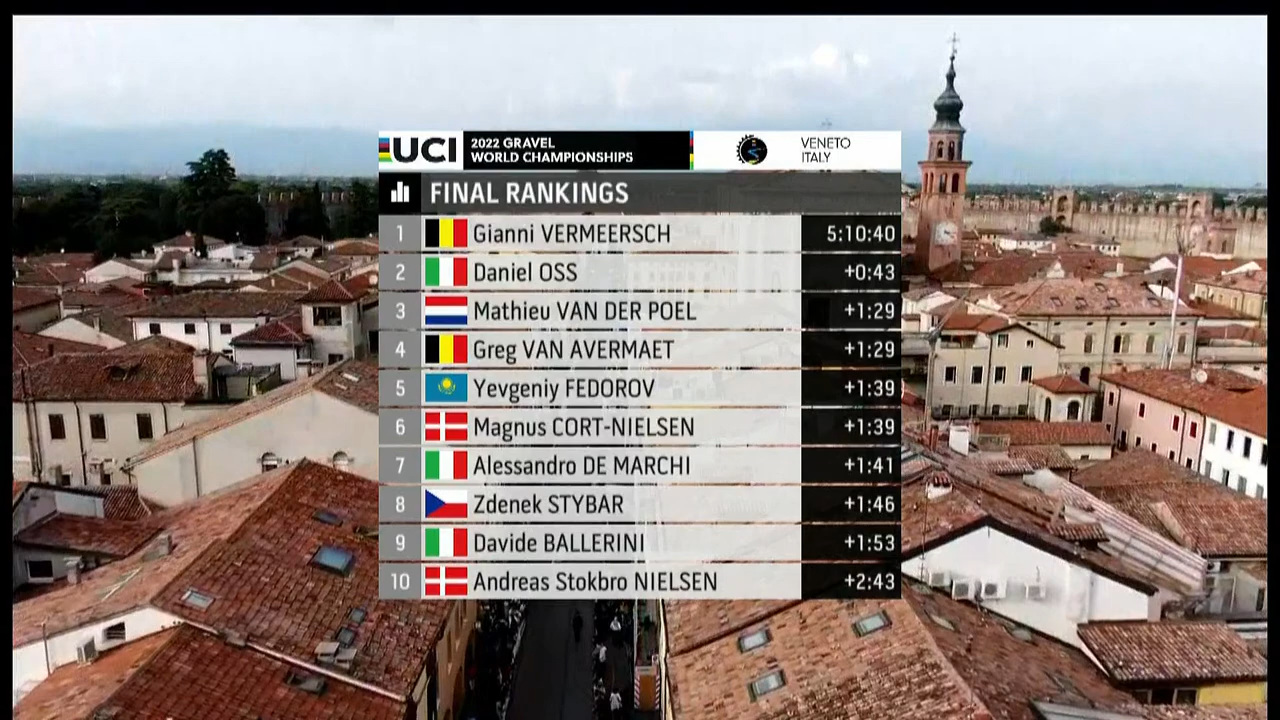 UCI 2022 GRAVEL WORLD CHAMPIONSHIPS VENETO ITALY
FINAL RANKINGS
1 Gianni VERMEERSCH 5:10:40
2 Daniel OSS +0:43
3 Mathieu VAN DER POEL +1:29
4 Greg VAN AVERMAET +1:29
5 Yevgeniy FEDOROV +1:39
6 Magnus CORT-NIELSEN +1:39
7 Alessandro DE MARCHI +1:41
8 Zdenek STYBAR +1:46
9 Davide BALLERINI +1:53
10 Andreas Stokbro NIELSEN +2:43